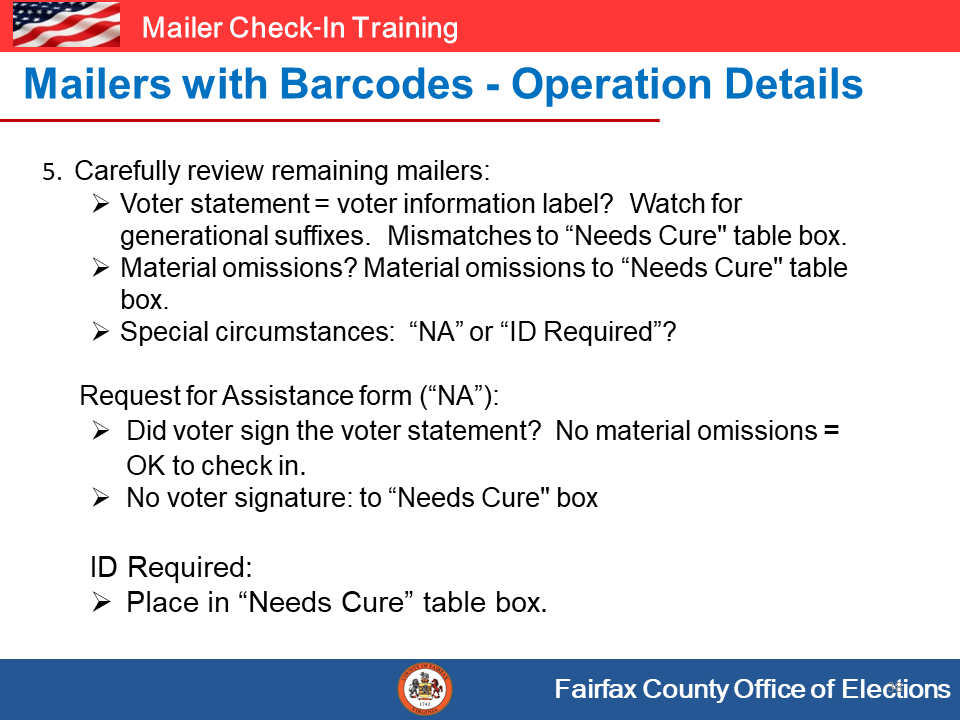 Mailer Check-In Training
Mailers with Barcodes - Operation Details
5. Carefully review remaining mailers:
➢ Voter statement = voter information label?  Watch for
generational suffixes.  Mismatches to “Needs Cure" table box.
➢ Material omissions? Material omissions to “Needs Cure" table
box.
➢ Special circumstances:  “NA” or “ID Required”?
Request for Assistance form (“NA”):
➢ Did voter sign the voter statement?  No material omissions =
OK to check in.
➢ No voter signature: to “Needs Cure" box
ID Required:
➢ Place in “Needs Cure” table box.
1742
Fairfax County Office of Elections